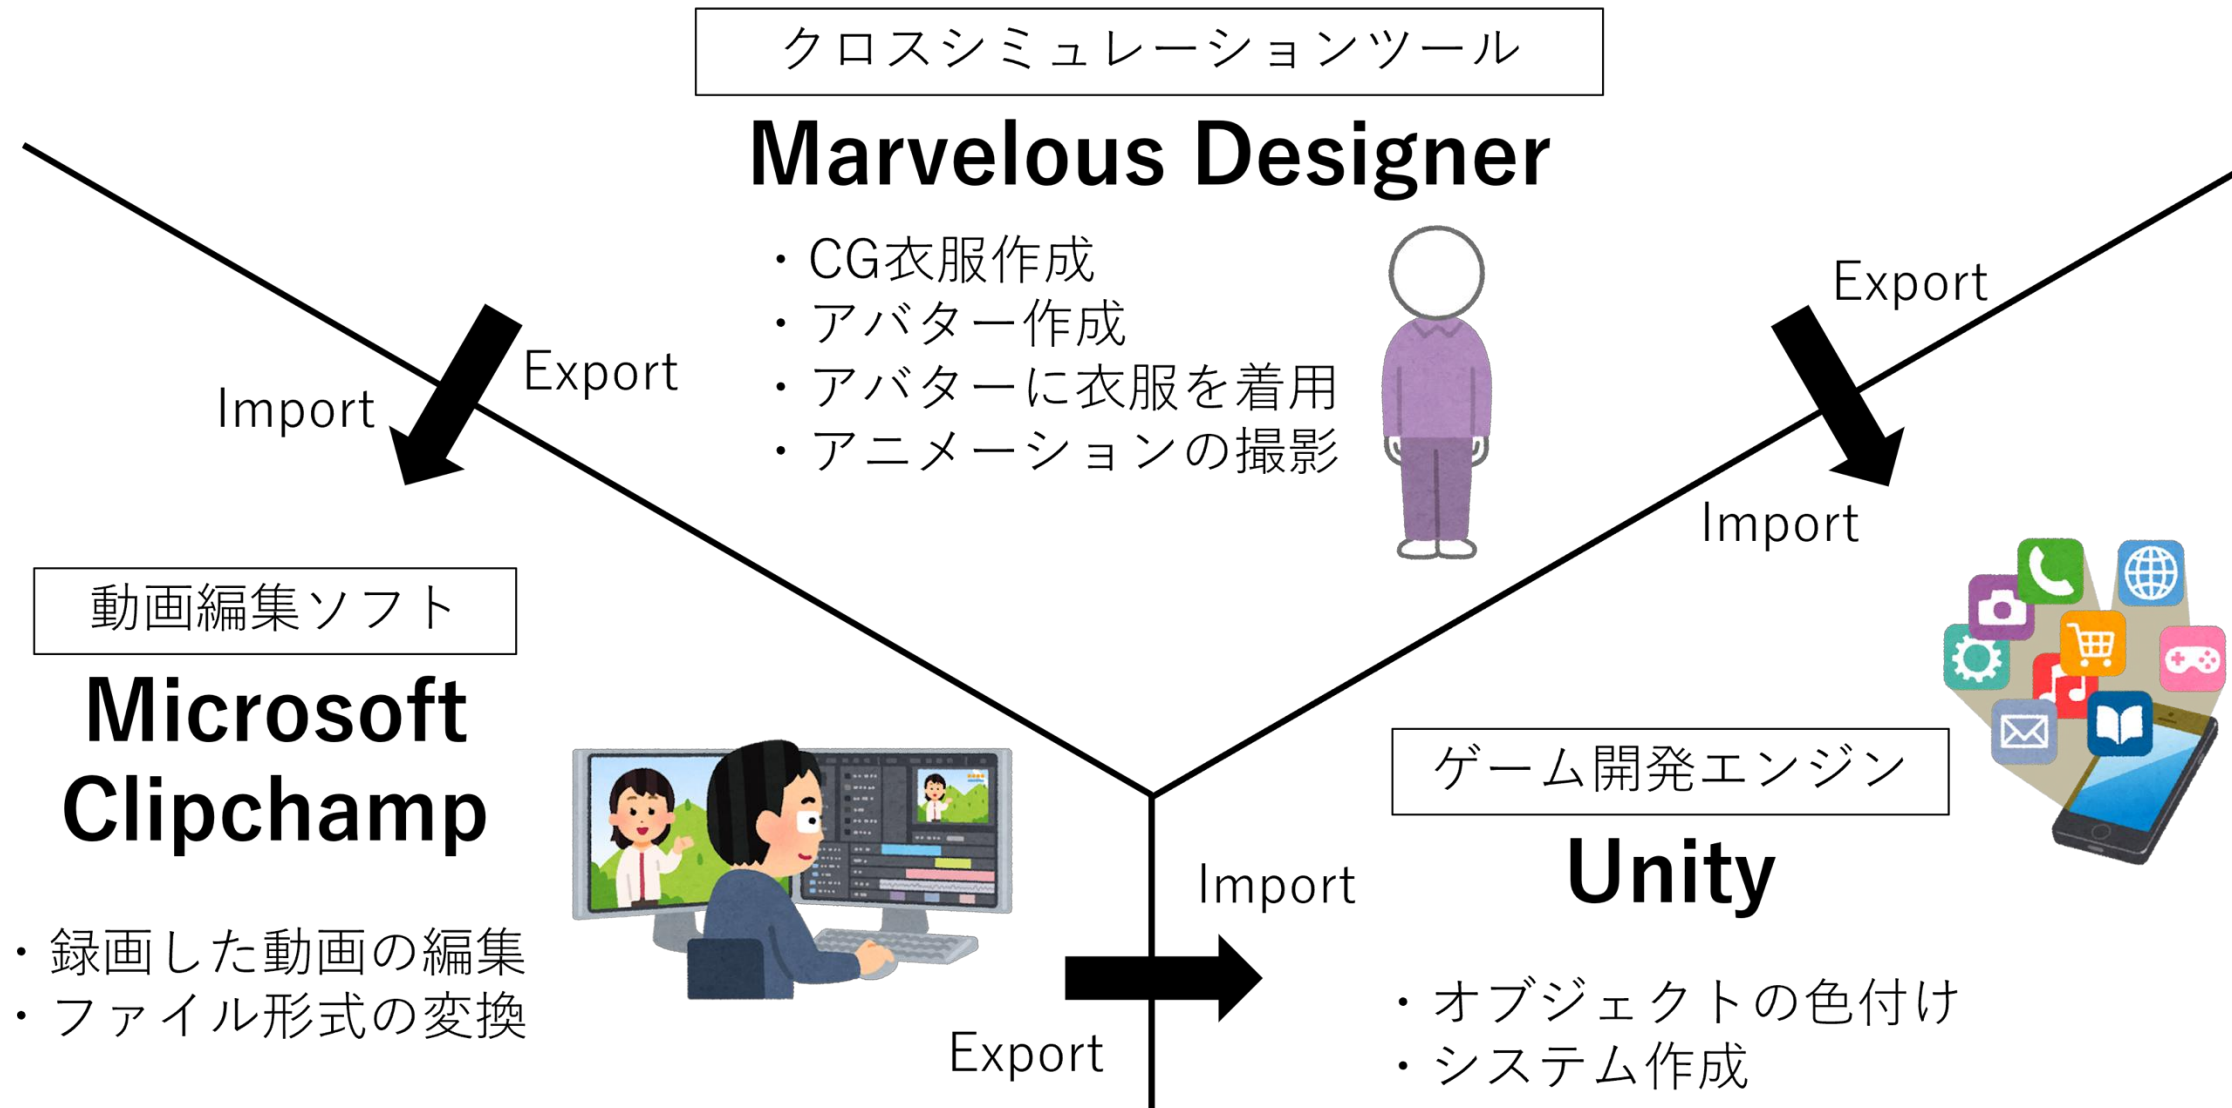 クロスシミュレーションツール
Marvelous Designer
・CG衣服作成
・アバター作成
・アバターに衣服を着用
・アニメーションの撮影
Export
Import
Export
Import
動画編集ソフト
Microsoft
Clipchamp
・録画した動画の編集
・ファイル形式の変換
Import
Export
ゲーム開発エンジン
Unity
・オブジェクトの色付け
・システム作成